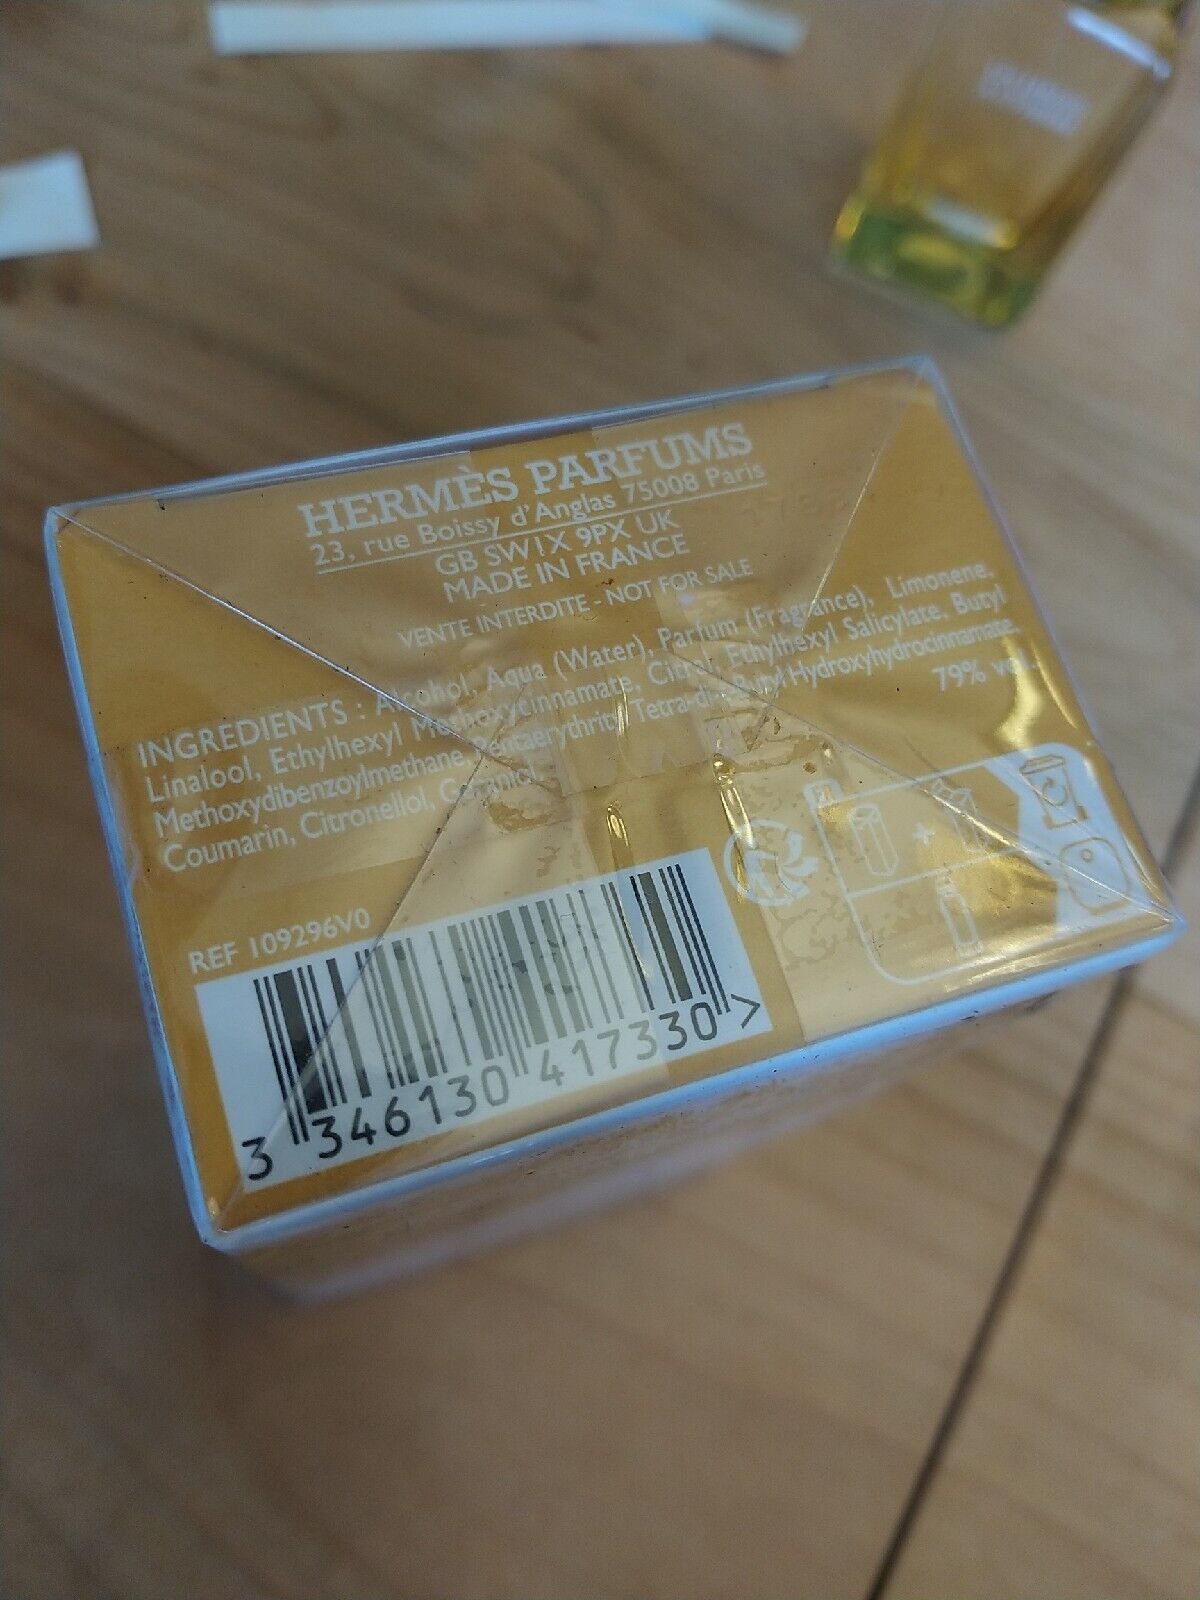 HERMÈS PARFUMS
23, rue Boissy d'Anglas 75008 Paris
GB SW1X 9PX UK
MADE IN FRANCE
VENTE INTERDITE - NOT FOR SALE
INGREDIENTS : Alcohol, Aqua (Water), Parfum (Fragrance), Limonene,
Linalool, Ethylhexyl Methoxycinnamate, Citral, Ethylhexyl Salicylate, Butyl
Methoxydibenzoylmethane, Pentaerythrityl Tetra-di-t-Butyl Hydroxyhydrocinnamate,
Coumarin, Citronellol, Geraniol.
79% vol.
REF 109296V0
3 346130 417330 >